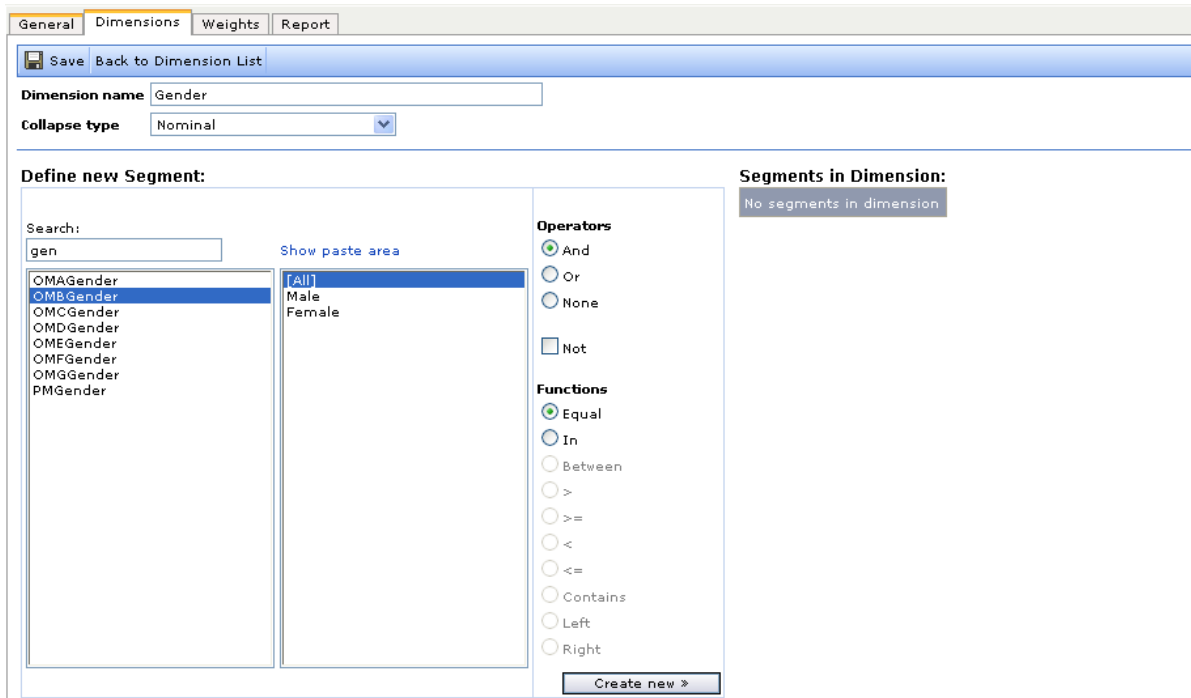 General Dimensions Weights Report
Save Back to Dimension List
Dimension name Gender
Collapse type Nominal
Define new Segment:
Search:
gen
Show paste area
OMAGender
OMBGender
OMCGender
OMDGender
OMEGender
OMFGender
OMGGender
PMGender
[All]
Male
Female
Operators
And
Or
None
Not
Functions
Equal
In
Between
>
>=
<
<=
Contains
Left
Right
Create new »
Segments in Dimension:
No segments in dimension